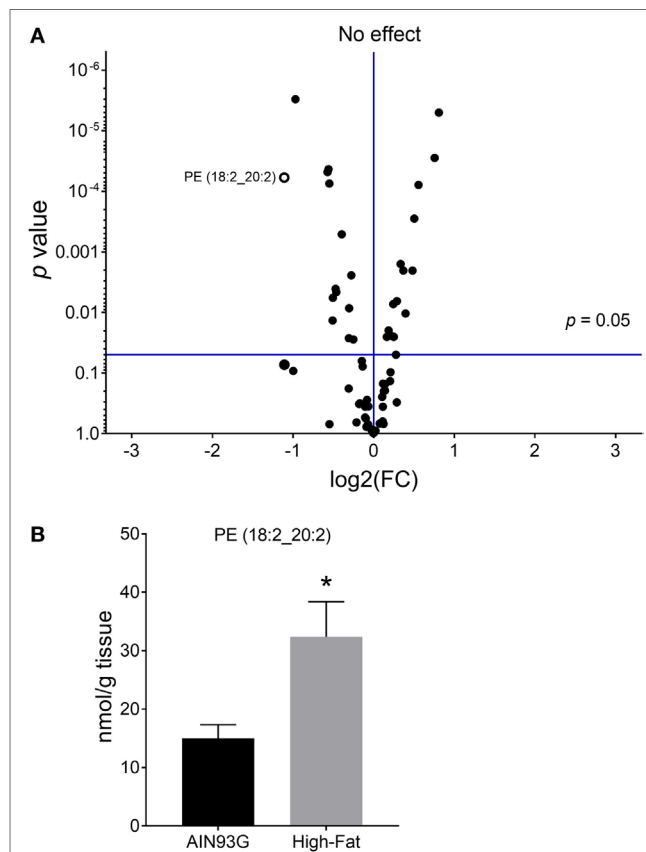 A
No effect
10-6
10-5
PE (18:2_20:2)
10-4
0.001
0.01
p = 0.05
0.1
1.0
p value
-3 -2 -1 0 1 2 3
log2(FC)
B
PE (18:2_20:2)
50
40
*
30
20
10
0
nmol/g tissue
AIN93G High-Fat